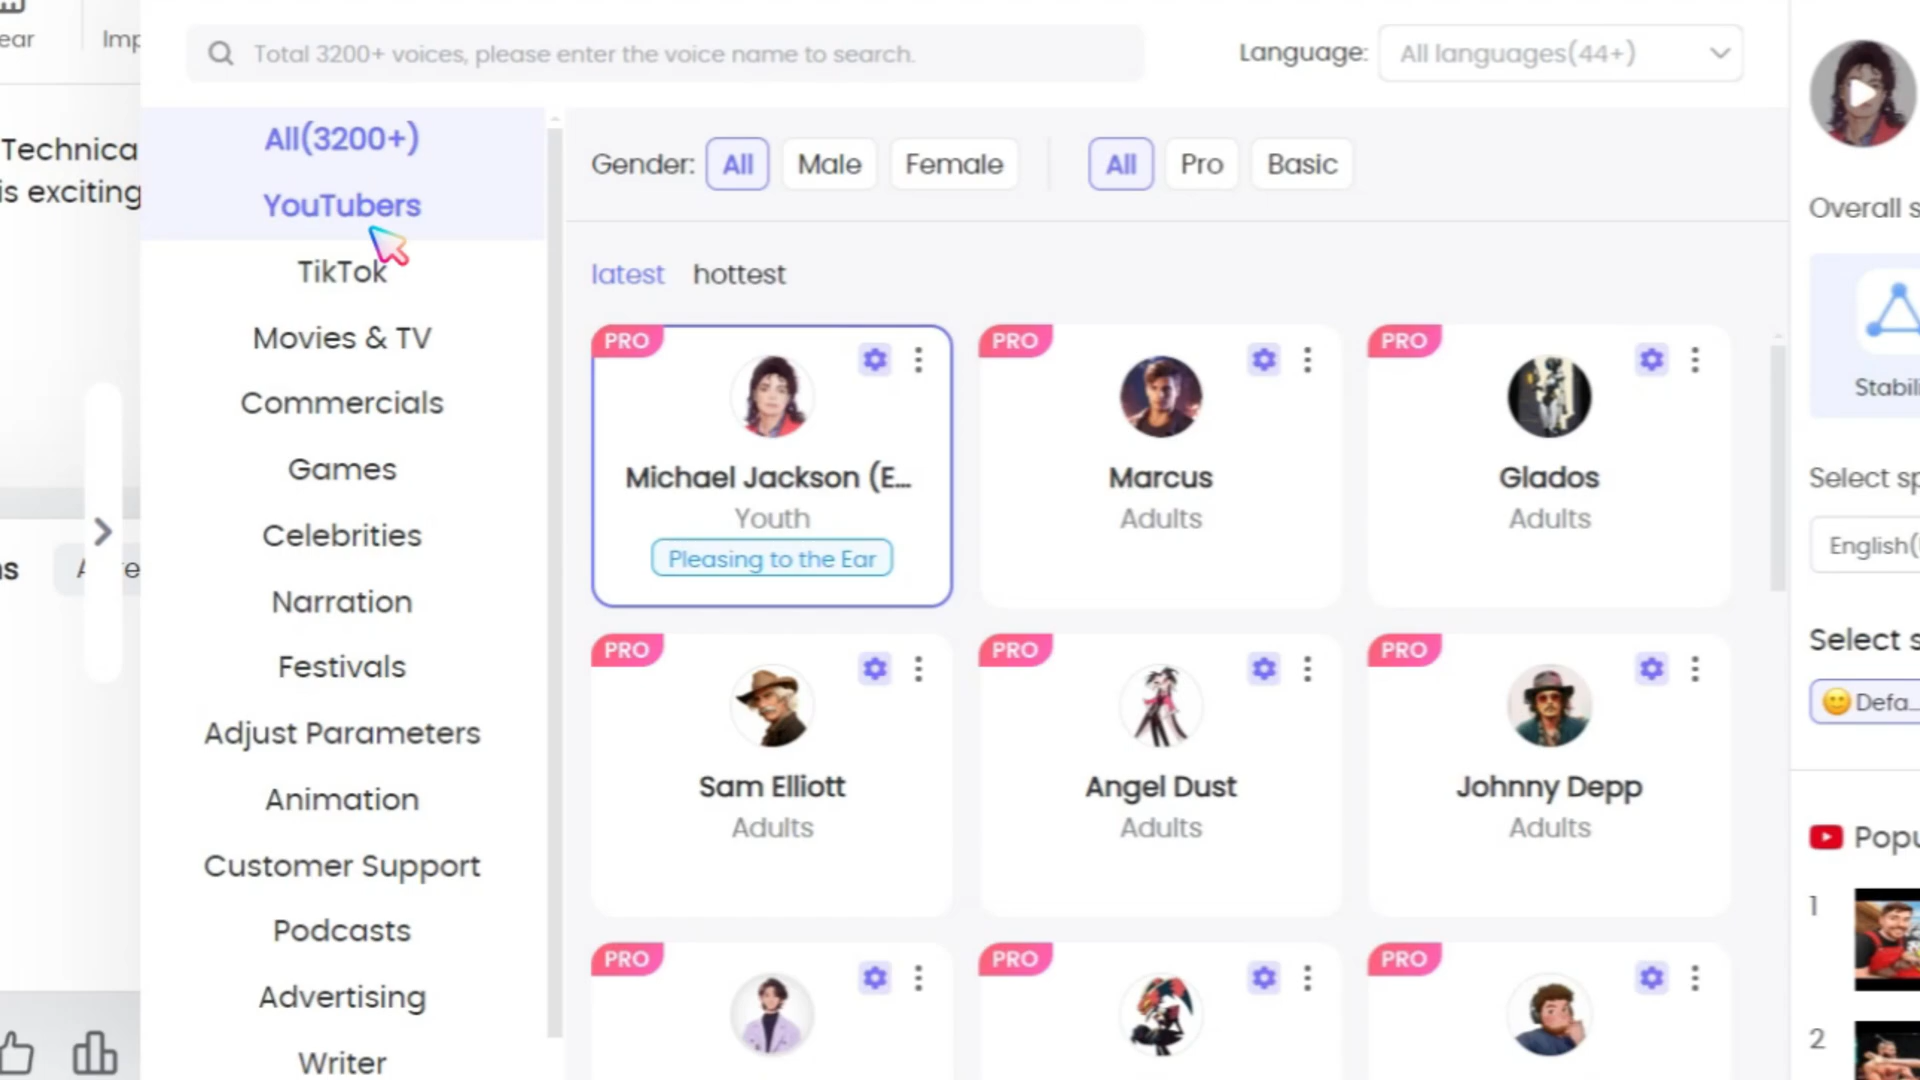 ear
Imp
Total 3200+ voices, please enter the voice name to search.
Language:
All languages(44+)
Technica
is exciting
All(3200+)
YouTubers
TikTok
Movies & TV
Commercials
Games
Celebrities
Narration
Festivals
Adjust Parameters
Animation
Customer Support
Podcasts
Advertising
Writer
Gender:
All
Male
Female
All
Pro
Basic
latest
hottest
PRO
Michael Jackson (E...
Youth
Pleasing to the Ear
PRO
Marcus
Adults
PRO
Glados
Adults
PRO
Sam Elliott
Adults
PRO
Angel Dust
Adults
PRO
Johnny Depp
Adults
PRO
PRO
PRO
Overall s
Stabili
Select sp
English(
Select s
Defa...
Popu
1
2